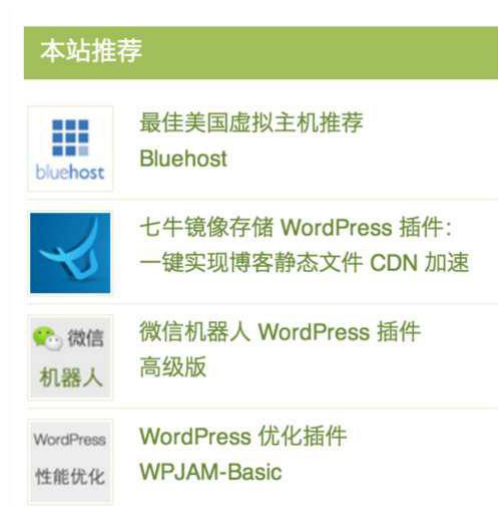 本站推荐
bluehost
最佳美国虚拟主机推荐
Bluehost
七牛镜像存储 WordPress 插件:
一键实现博客静态文件 CDN 加速
微信
机器人
微信机器人 WordPress 插件
高级版
WordPress
性能优化
WordPress 优化插件
WPJAM-Basic